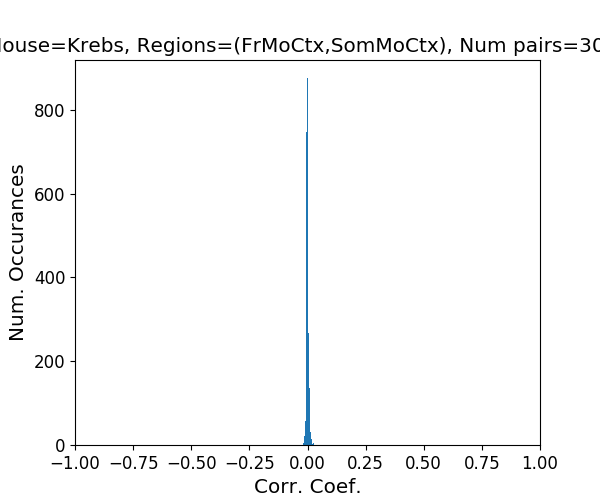 ouse=Krebs, Regions=(FrMoCtx,SomMoCtx), Num pairs=30
800
600
400
200
0
−1.00 −0.75 −0.50 −0.25 0.00 0.25 0.50 0.75 1.00
Num. Occurances
Corr. Coef.